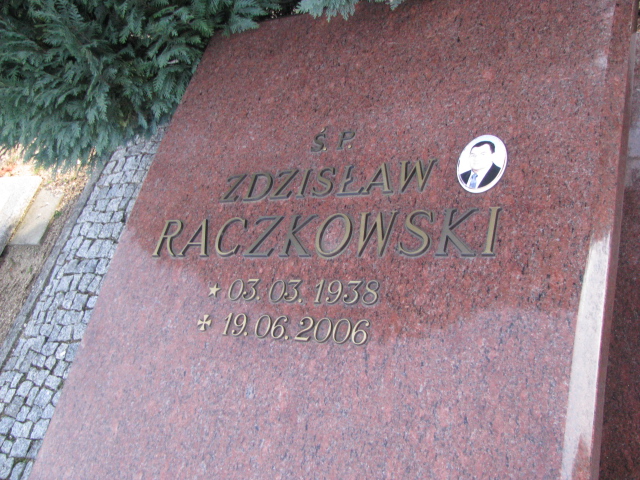 Ś.P.
ZDZISŁAW
RACZKOWSKI
★ 03.03.1938
✝ 19.06.2006